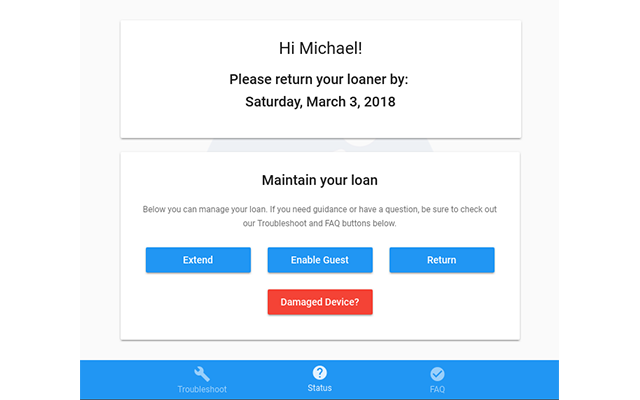 Hi Michael!
Please return your loaner by:
Saturday, March 3, 2018
Maintain your loan
Below you can manage your loan. If you need guidance or have a question, be sure to check out
our Troubleshoot and FAQ buttons below.
Extend
Enable Guest
Return
Damaged Device?
Troubleshoot
Status
FAQ